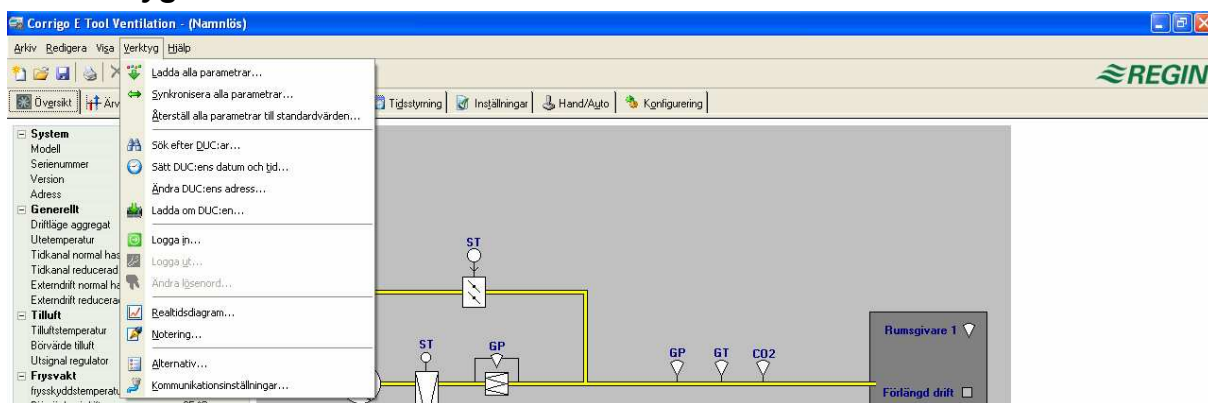 Corrigo E Tool Ventilation - (Namnlös)
Arkiv Redigera Visa Verktyg Hjälp
REGIN
Översikt
Tidsstyrning Inställningar Hand/Auto Konfigurering
Ladda alla parametrar...
Synkronisera alla parametrar...
Återställ alla parametrar till standardvärden...
Sök efter DUC:ar...
Sätt DUC:ens datum och tid...
Ändra DUC:ens adress...
Ladda om DUC:en...
Logga in...
Logga ut...
Ändra lösenord...
Realtidsdiagram...
Notering...
Alternativ...
Kommunikationsinställningar...
System
Modell
Serienummer
Version
Adress
Generellt
Driftläge aggregat
Utetemperatur
Tidkanal normal
Tidkanal reducerad
Externdrift normal
Externdrift
Tilluft
Tilluftstemperatur
Börvärde tilluft
Utsignal regulator
Frysvakt
ST
ST
GP
GP GT CO2
Rumsgivare 1
Förlängd drift